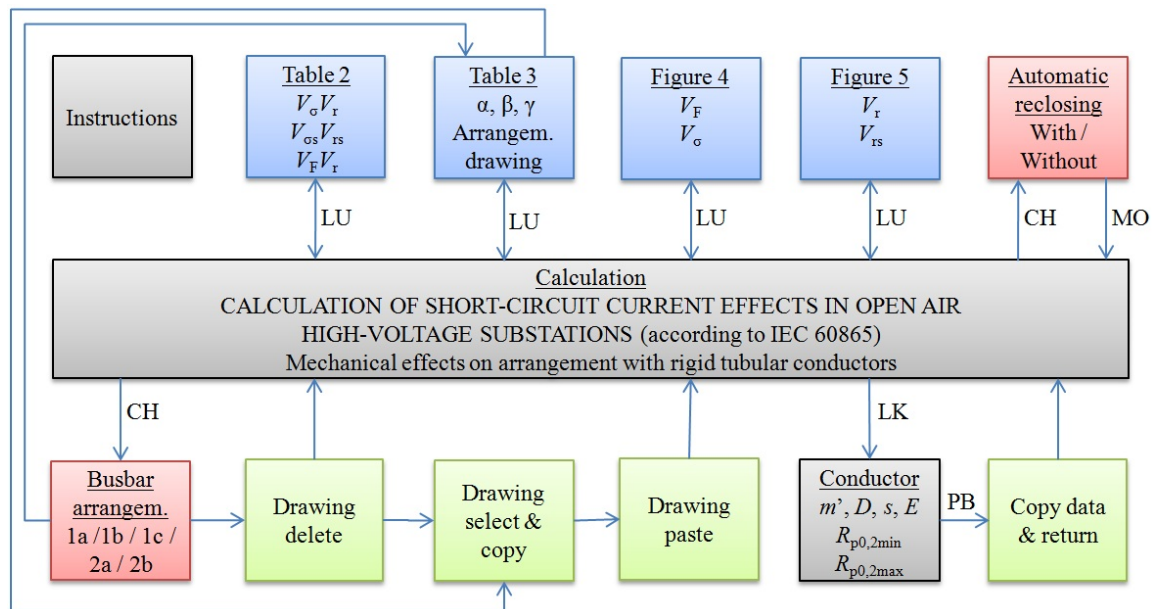 Instructions
Table 2
VσVr
VσsVrs
VFVr
Table 3
α, β, γ
Arrangem.
drawing
Figure 4
VF
Vσ
Figure 5
Vr
Vrs
Automatic
reclosing
With /
Without
LU
LU
LU
LU
CH
MO
Calculation
CALCULATION OF SHORT-CIRCUIT CURRENT EFFECTS IN OPEN AIR
HIGH-VOLTAGE SUBSTATIONS (according to IEC 60865)
Mechanical effects on arrangement with rigid tubular conductors
CH
LK
Busbar
arrangem.
1a /1b / 1c /
2a / 2b
Drawing
delete
Drawing
select &
copy
Drawing
paste
Conductor
m’, D, s, E
Rp0,2min
Rp0,2max
PB
Copy data
& return